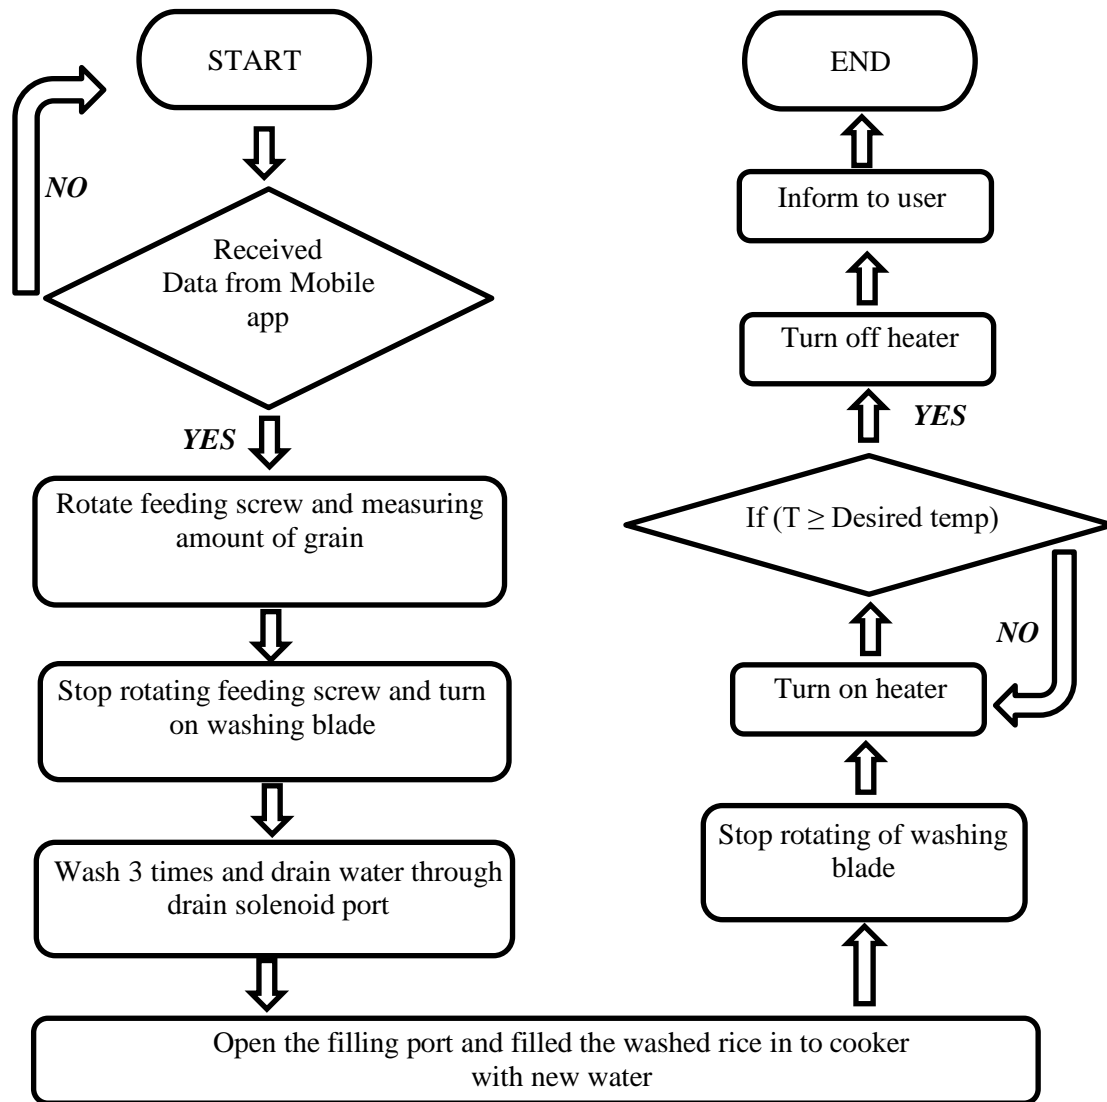 START
NO
Received
Data from Mobile
app
YES
Rotate feeding screw and measuring
amount of grain
Stop rotating feeding screw and turn
on washing blade
Wash 3 times and drain water through
drain solenoid port
Open the filling port and filled the washed rice in to cooker
with new water
Stop rotating of washing
blade
Turn on heater
NO
If (T ≥ Desired temp)
YES
Turn off heater
Inform to user
END